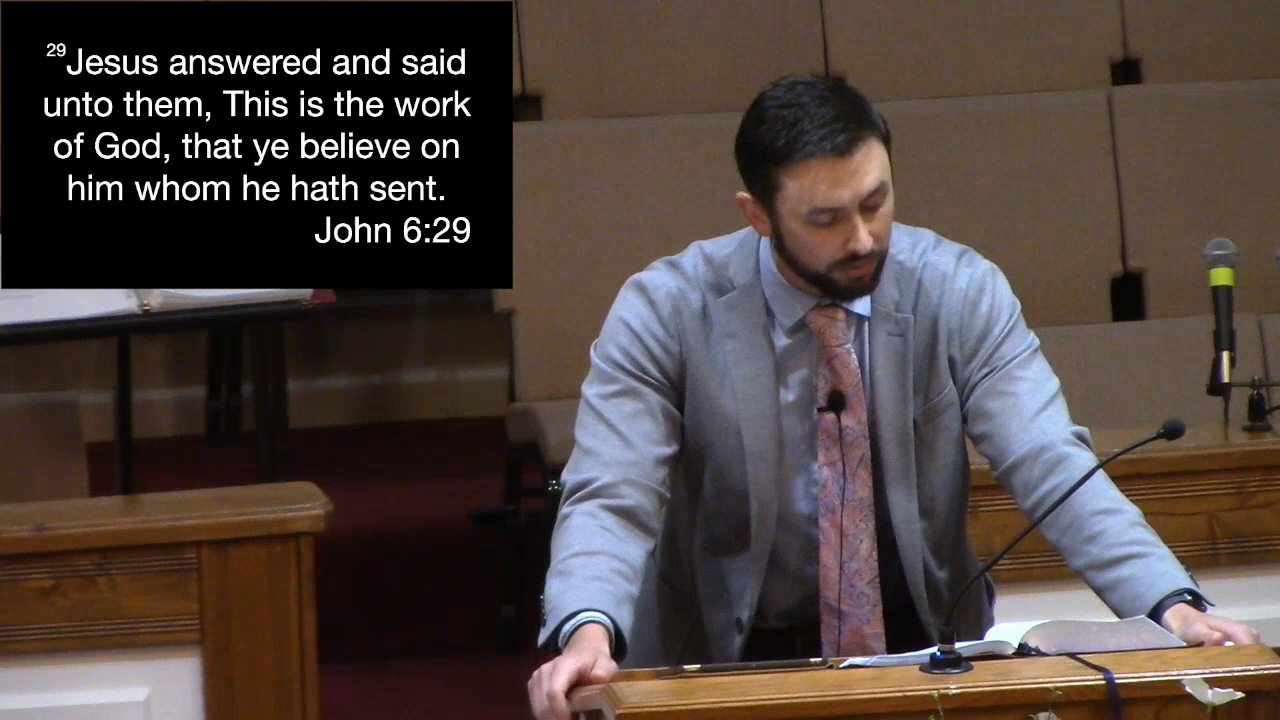 29Jesus answered and said
unto them, This is the work
of God, that ye believe on
him whom he hath sent.
John 6:29